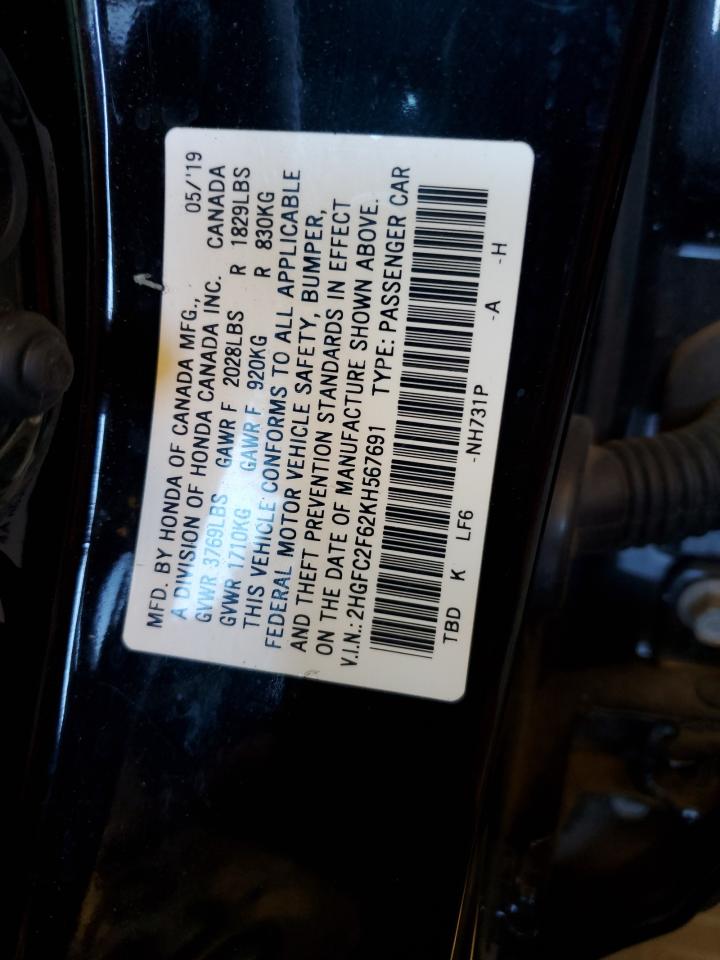 MFD. BY HONDA OF CANADA MFG., 05/'19
A DIVISION OF HONDA CANADA INC. CANADA
GVWR 3769LBS GAWR F 2028LBS R 1829LBS
GVWR 1710KG GAWR F 920KG R 830KG
THIS VEHICLE CONFORMS TO ALL APPLICABLE
FEDERAL MOTOR VEHICLE SAFETY, BUMPER,
AND THEFT PREVENTION STANDARDS IN EFFECT
ON THE DATE OF MANUFACTURE SHOWN ABOVE.
V.I.N.: 2HGFC2F62KH567691 TYPE: PASSENGER CAR
TBD K LF6 -NH731P -A -H